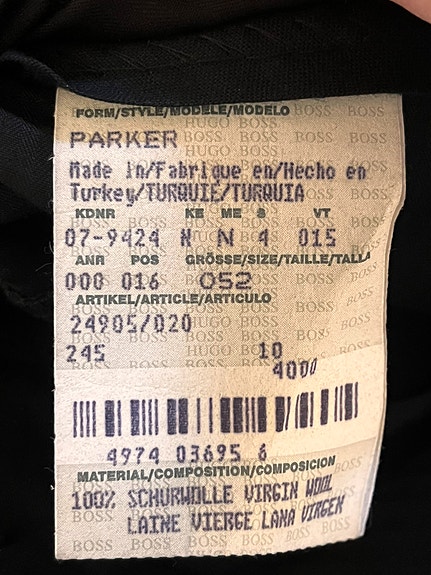 FORM/STYLE/MODELE/MODELO
PARKER
Made in/Fabrique en/Hecho en
Turkey/TURQUIE/TURQUIA
KDNR KE ME S VT
07-9424 N 4 015
ANR POS GRÖSSE/SIZE/TAILLE/TALLA
000 016 052
ARTIKEL/ARTICLE/ARTICULO
24905/020
245 10
4000
4974 03695 6
MATERIAL/COMPOSITION/COMPOSICION
100% SCHURWOLLE VIRGIN WOOL
LAINE VIERGE LANA VIRGEN
HUGO BOSS